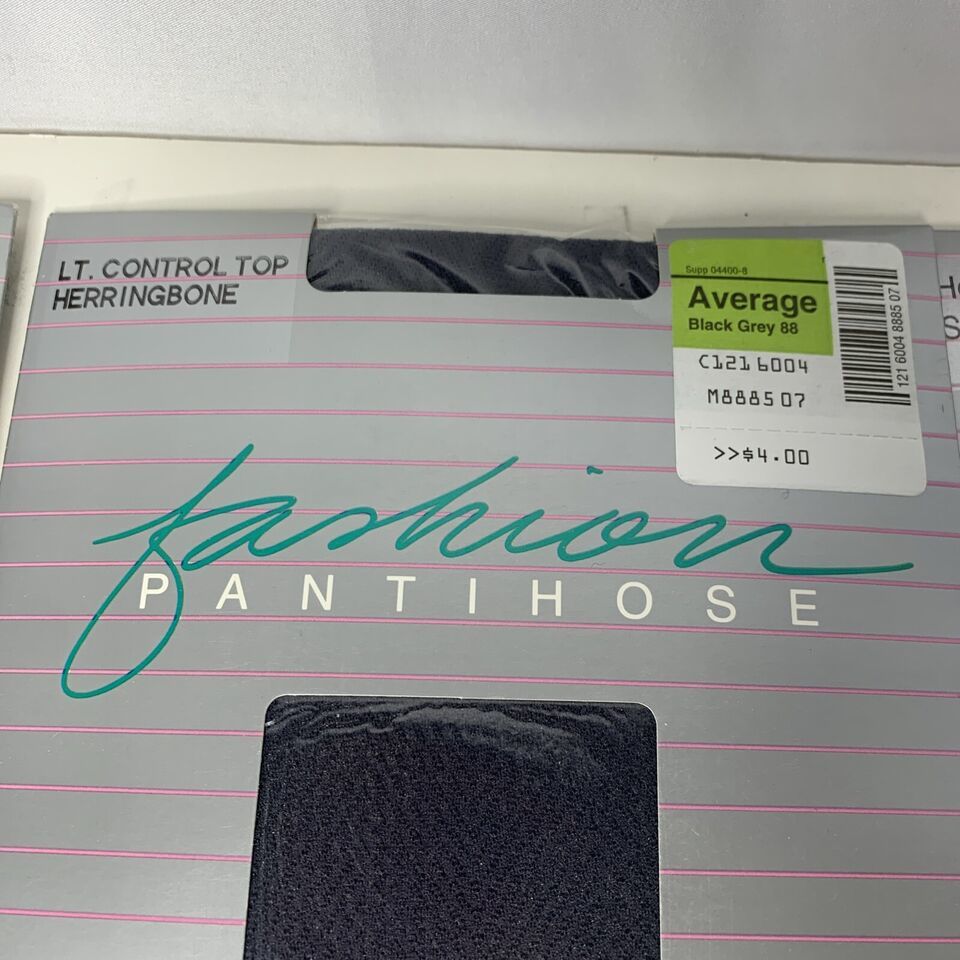 LT. CONTROL TOP
HERRINGBONE
Supp 04400-8
Average
Black Grey 88
C1216004
M888507
>>$4.00
121 6004 8885 07
fashion
PANTIHOSE